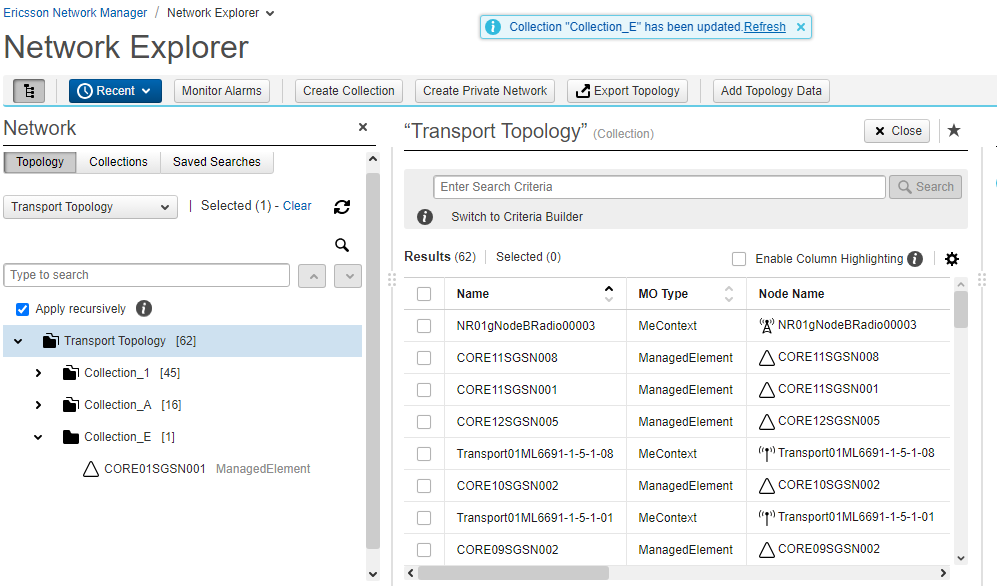 Ericsson Network Manager / Network Explorer
Collection "Collection_E" has been updated. Refresh
Network Explorer
Recent Monitor Alarms Create Collection Create Private Network Export Topology Add Topology Data
Network
Topology Collections Saved Searches
Transport Topology Selected (1) - Clear
Type to search
Apply recursively
Transport Topology [62]
Collection_1 [45]
Collection_A [16]
Collection_E [1]
CORE01SGSN001 ManagedElement
“Transport Topology” (Collection) Close
Enter Search Criteria Search
Switch to Criteria Builder
Results (62) Selected (0) Enable Column Highlighting
Name MO Type Node Name
NR01gNodeBRadio00003 MeContext NR01gNodeBRadio00003
CORE11SGSN008 ManagedElement CORE11SGSN008
CORE11SGSN001 ManagedElement CORE11SGSN001
CORE12SGSN005 ManagedElement CORE12SGSN005
Transport01ML6691-1-5-1-08 MeContext Transport01ML6691-1-5-1-08
CORE10SGSN002 ManagedElement CORE10SGSN002
Transport01ML6691-1-5-1-01 MeContext Transport01ML6691-1-5-1-01
CORE09SGSN002 ManagedElement CORE09SGSN002